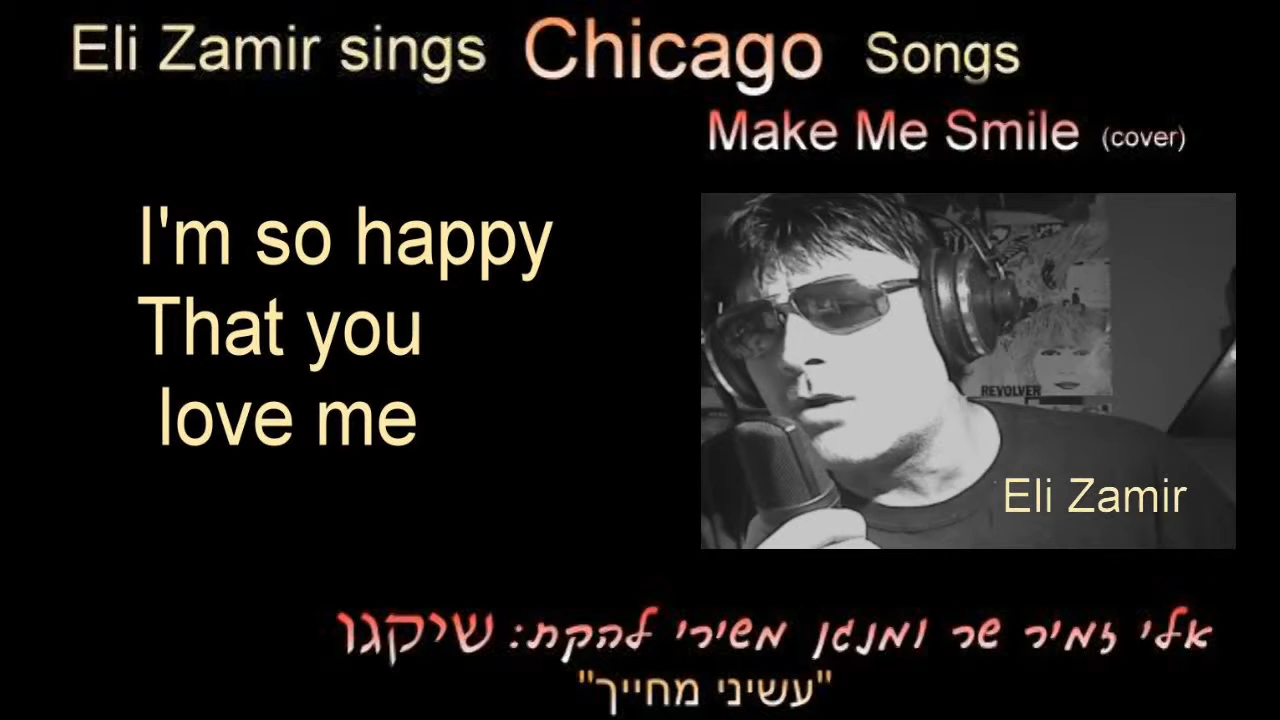 Eli Zamir sings Chicago Songs
Make Me Smile (cover)
I'm so happy
That you
love me
REVOLVER
Eli Zamir
אלי זמיר שר ומנגן משירי להקת: שיקגו
"עשיני מחייך"